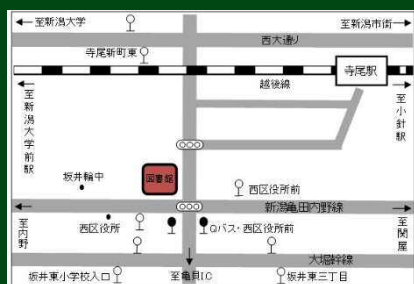 至新潟大学
至新潟市街
西大通り
寺尾新町東
寺尾駅
越後線
至新潟大学前駅
至小針駅
図書館
坂井輪中
西区役所前
新潟亀田内野線
至内野
西区役所
Qバス・西区役所前
至関屋
大堀幹線
坂井東小学校入口
至亀貝IC
坂井東三丁目